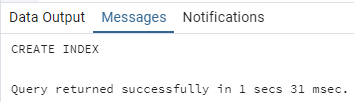 Data Output Messages Notifications
CREATE INDEX
Query returned successfully in 1 secs 31 msec.